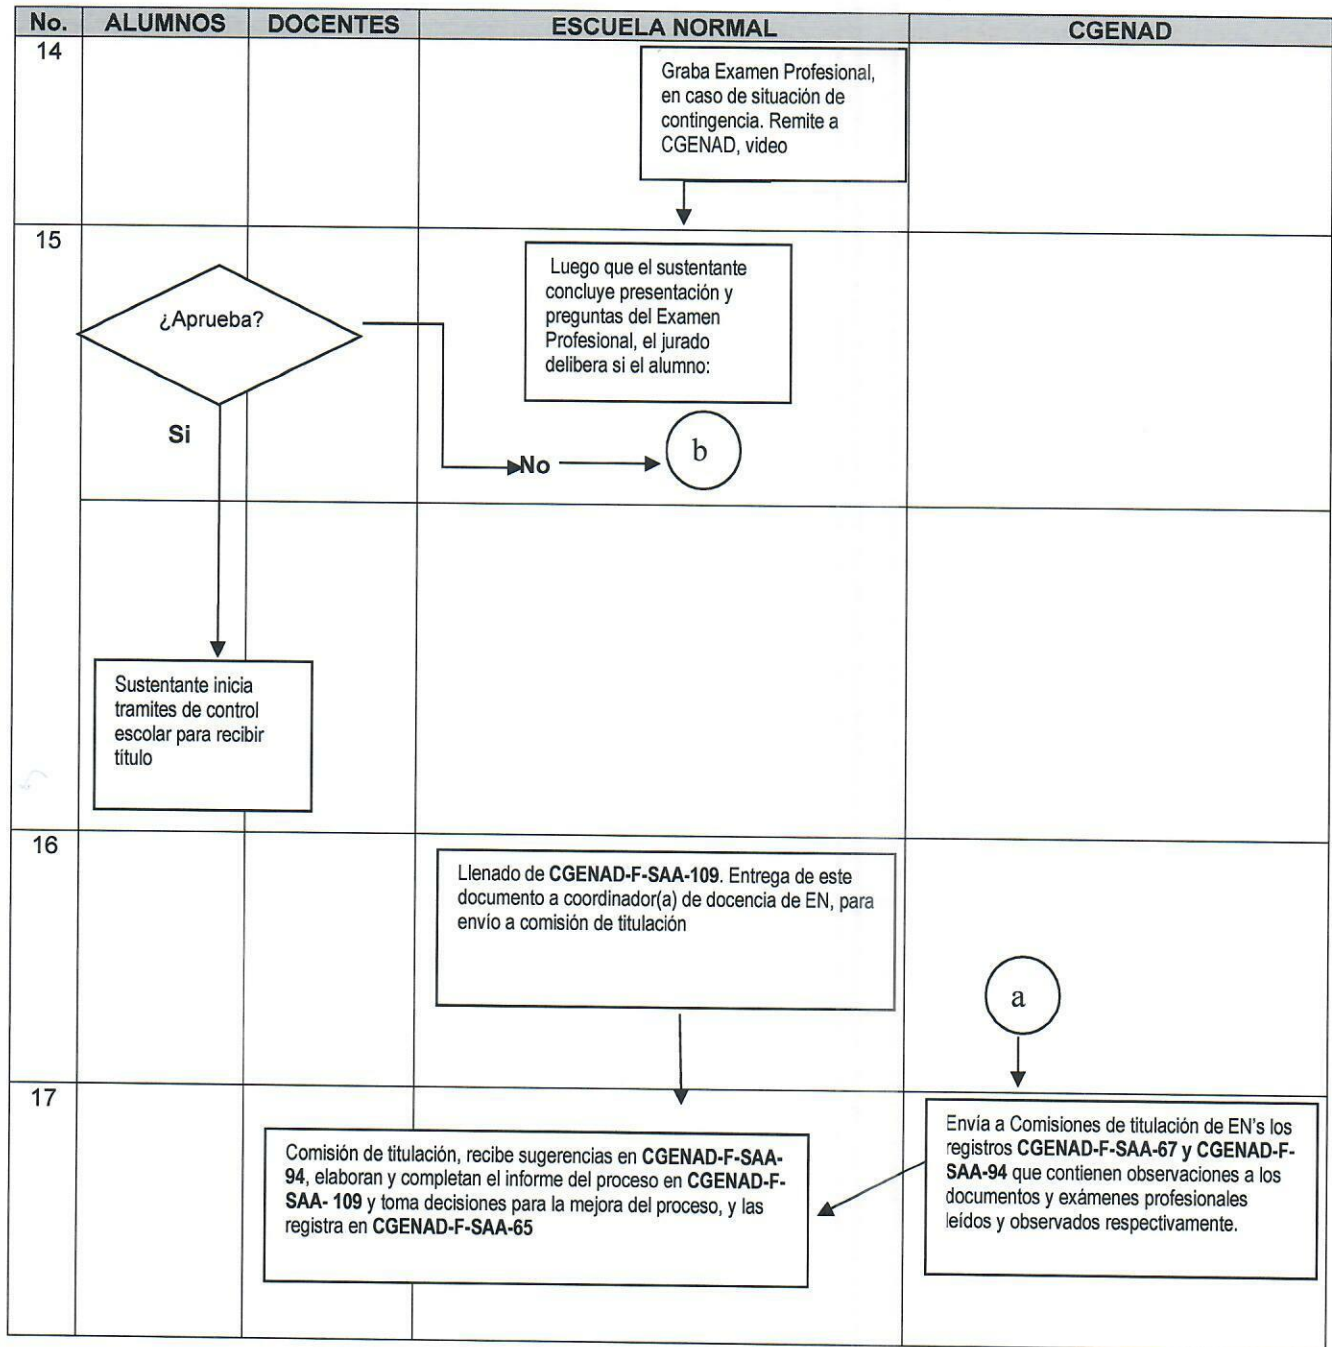 No. ALUMNOS DOCENTES ESCUELA NORMAL CGENAD
14
Graba Examen Profesional,
en caso de situación de
contingencia. Remite a
CGENAD, video
15
Luego que el sustentante
concluye presentación y
preguntas del Examen
Profesional, el jurado
delibera si el alumno:
¿Aprueba?
Si
No
b
Sustentante inicia
tramites de control
escolar para recibir
título
16
Llenado de CGENAD-F-SAA-109. Entrega de este
documento a coordinador(a) de docencia de EN, para
envío a comisión de titulación
a
17
Comisión de titulación, recibe sugerencias en CGENAD-F-SAA-
94, elaboran y completan el informe del proceso en CGENAD-F-
SAA- 109 y toma decisiones para la mejora del proceso, y las
registra en CGENAD-F-SAA-65
Envía a Comisiones de titulación de EN's los
registros CGENAD-F-SAA-67 y CGENAD-F-
SAA-94 que contienen observaciones a los
documentos y exámenes profesionales
leídos y observados respectivamente.